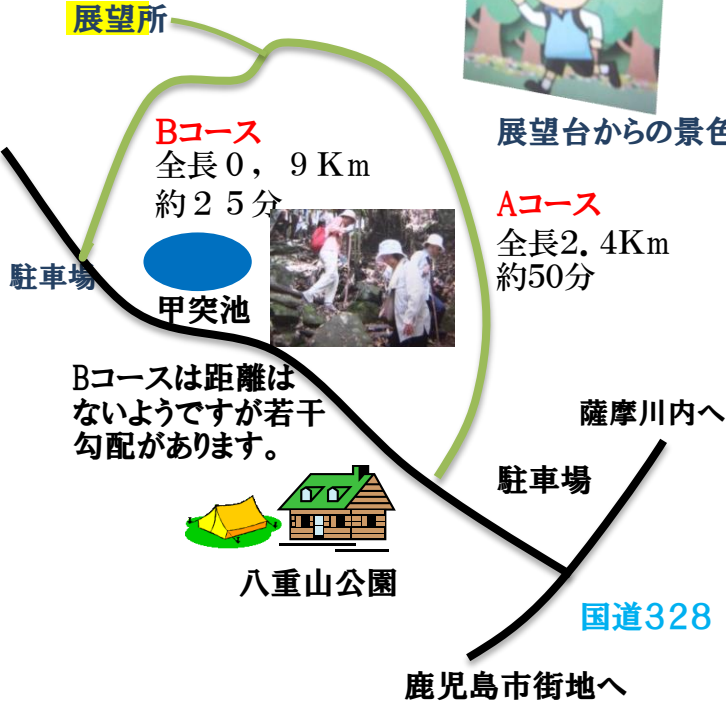 展望所
Bコース
全長０，９Km
約２５分
展望台からの景色
Aコース
全長2．4Km
約50分
駐車場
甲突池
Bコースは距離は
ないようですが若干
勾配があります。
薩摩川内へ
駐車場
八重山公園
国道328
鹿児島市街地へ